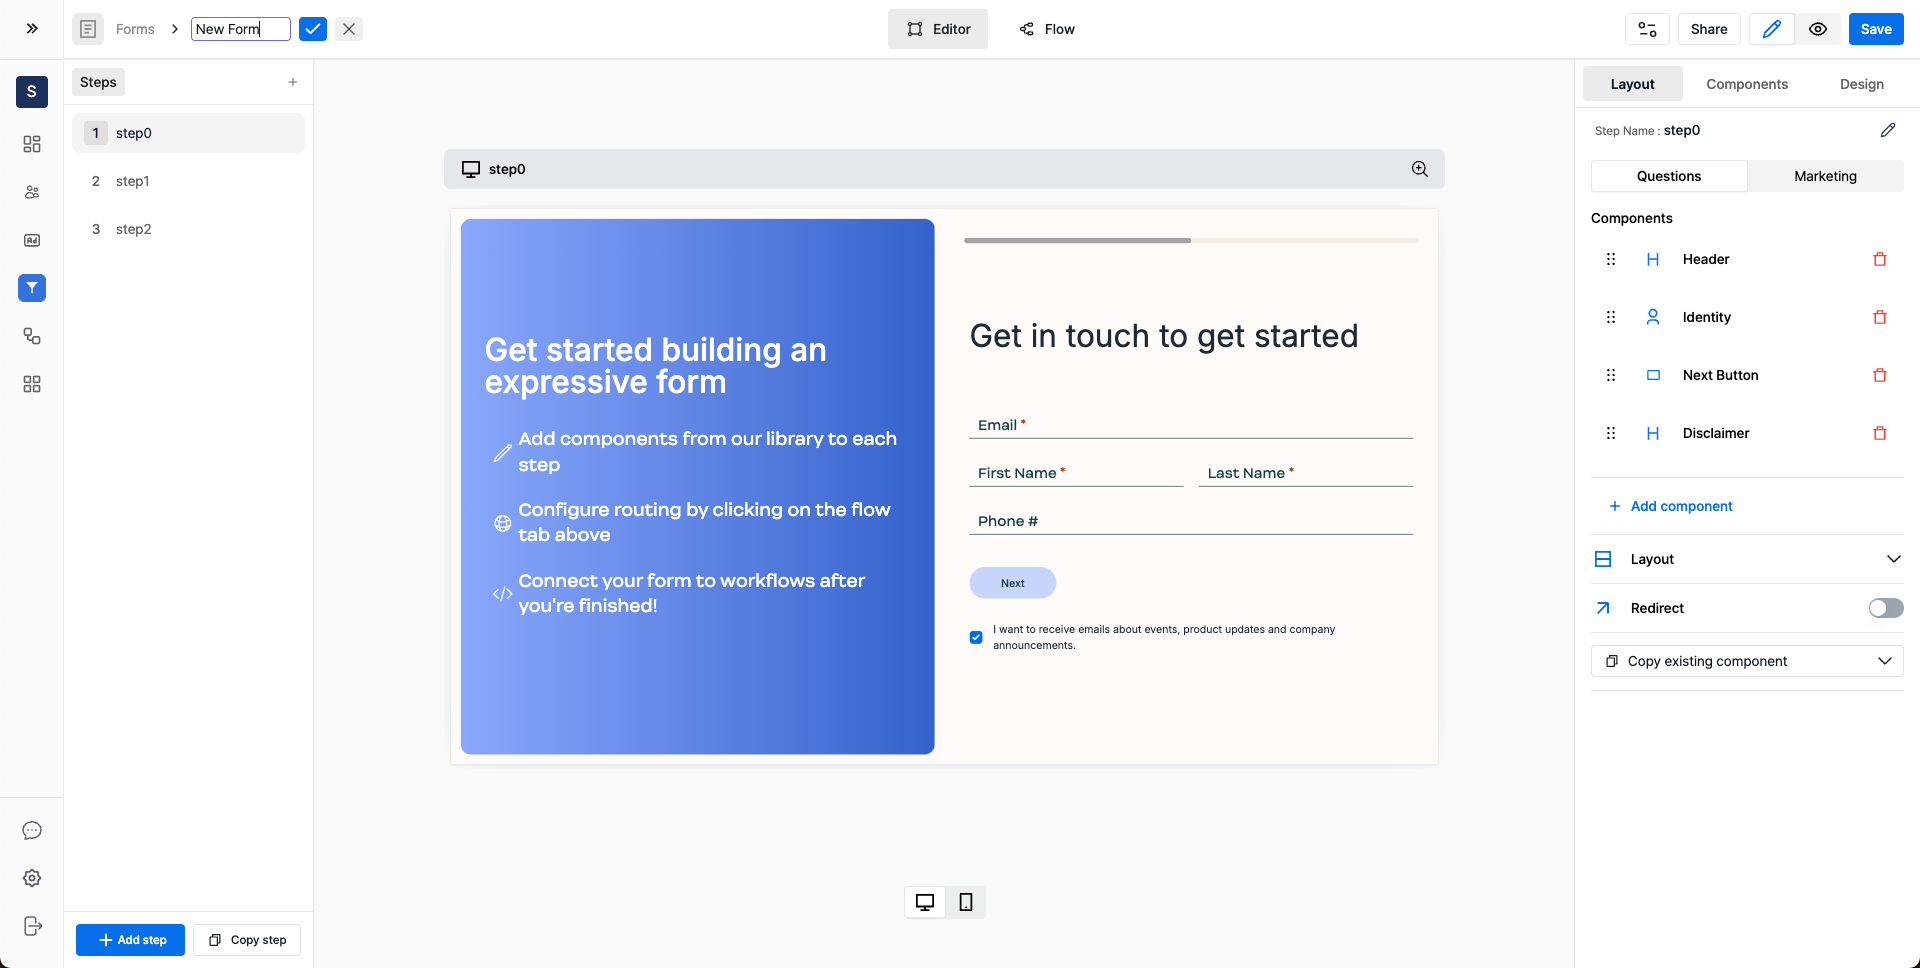 Forms
New Form
Editor
Flow
Share
Save
S
Steps
1 step0
2 step1
3 step2
Add step
Copy step
step0
Get started building an
expressive form
Add components from our library to each
step
Configure routing by clicking on the flow
tab above
Connect your form to workflows after
you're finished!
Get in touch to get started
Email *
First Name *
Last Name *
Phone #
Next
I want to receive emails about events, product updates and company
announcements.
Layout
Components
Design
Step Name : step0
Questions
Marketing
Components
Header
Identity
Next Button
Disclaimer
Add component
Layout
Redirect
Copy existing component